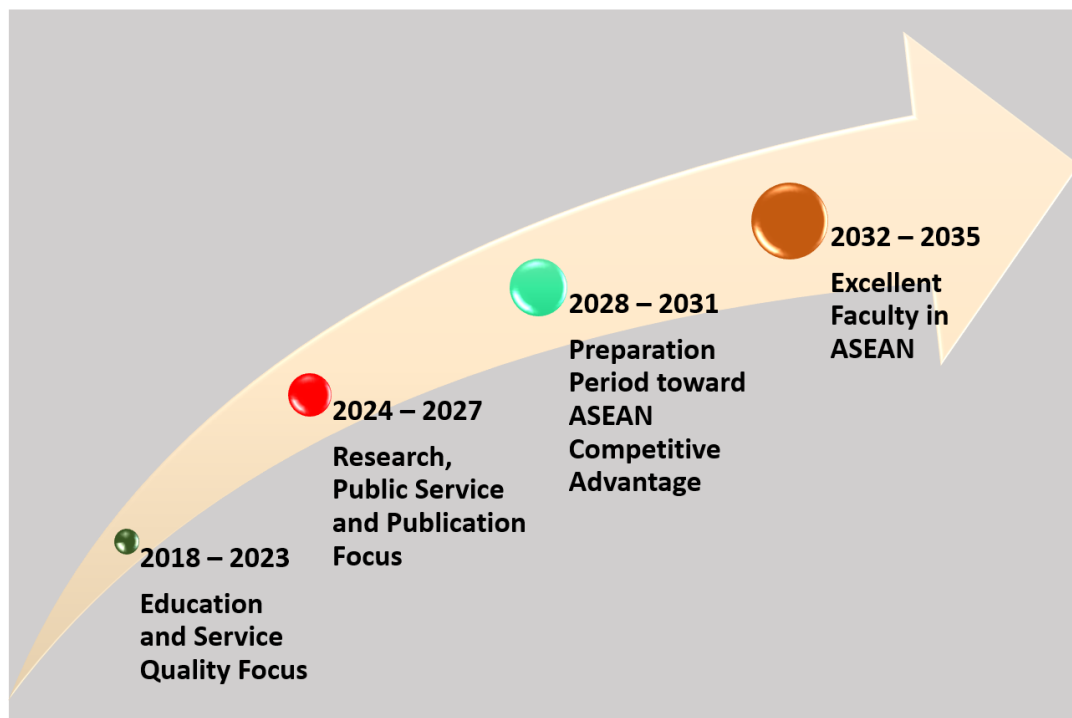 2018 – 2023
Education
and Service
Quality Focus
2024 – 2027
Research,
Public Service
and Publication
Focus
2028 – 2031
Preparation
Period toward
ASEAN
Competitive
Advantage
2032 – 2035
Excellent
Faculty in
ASEAN